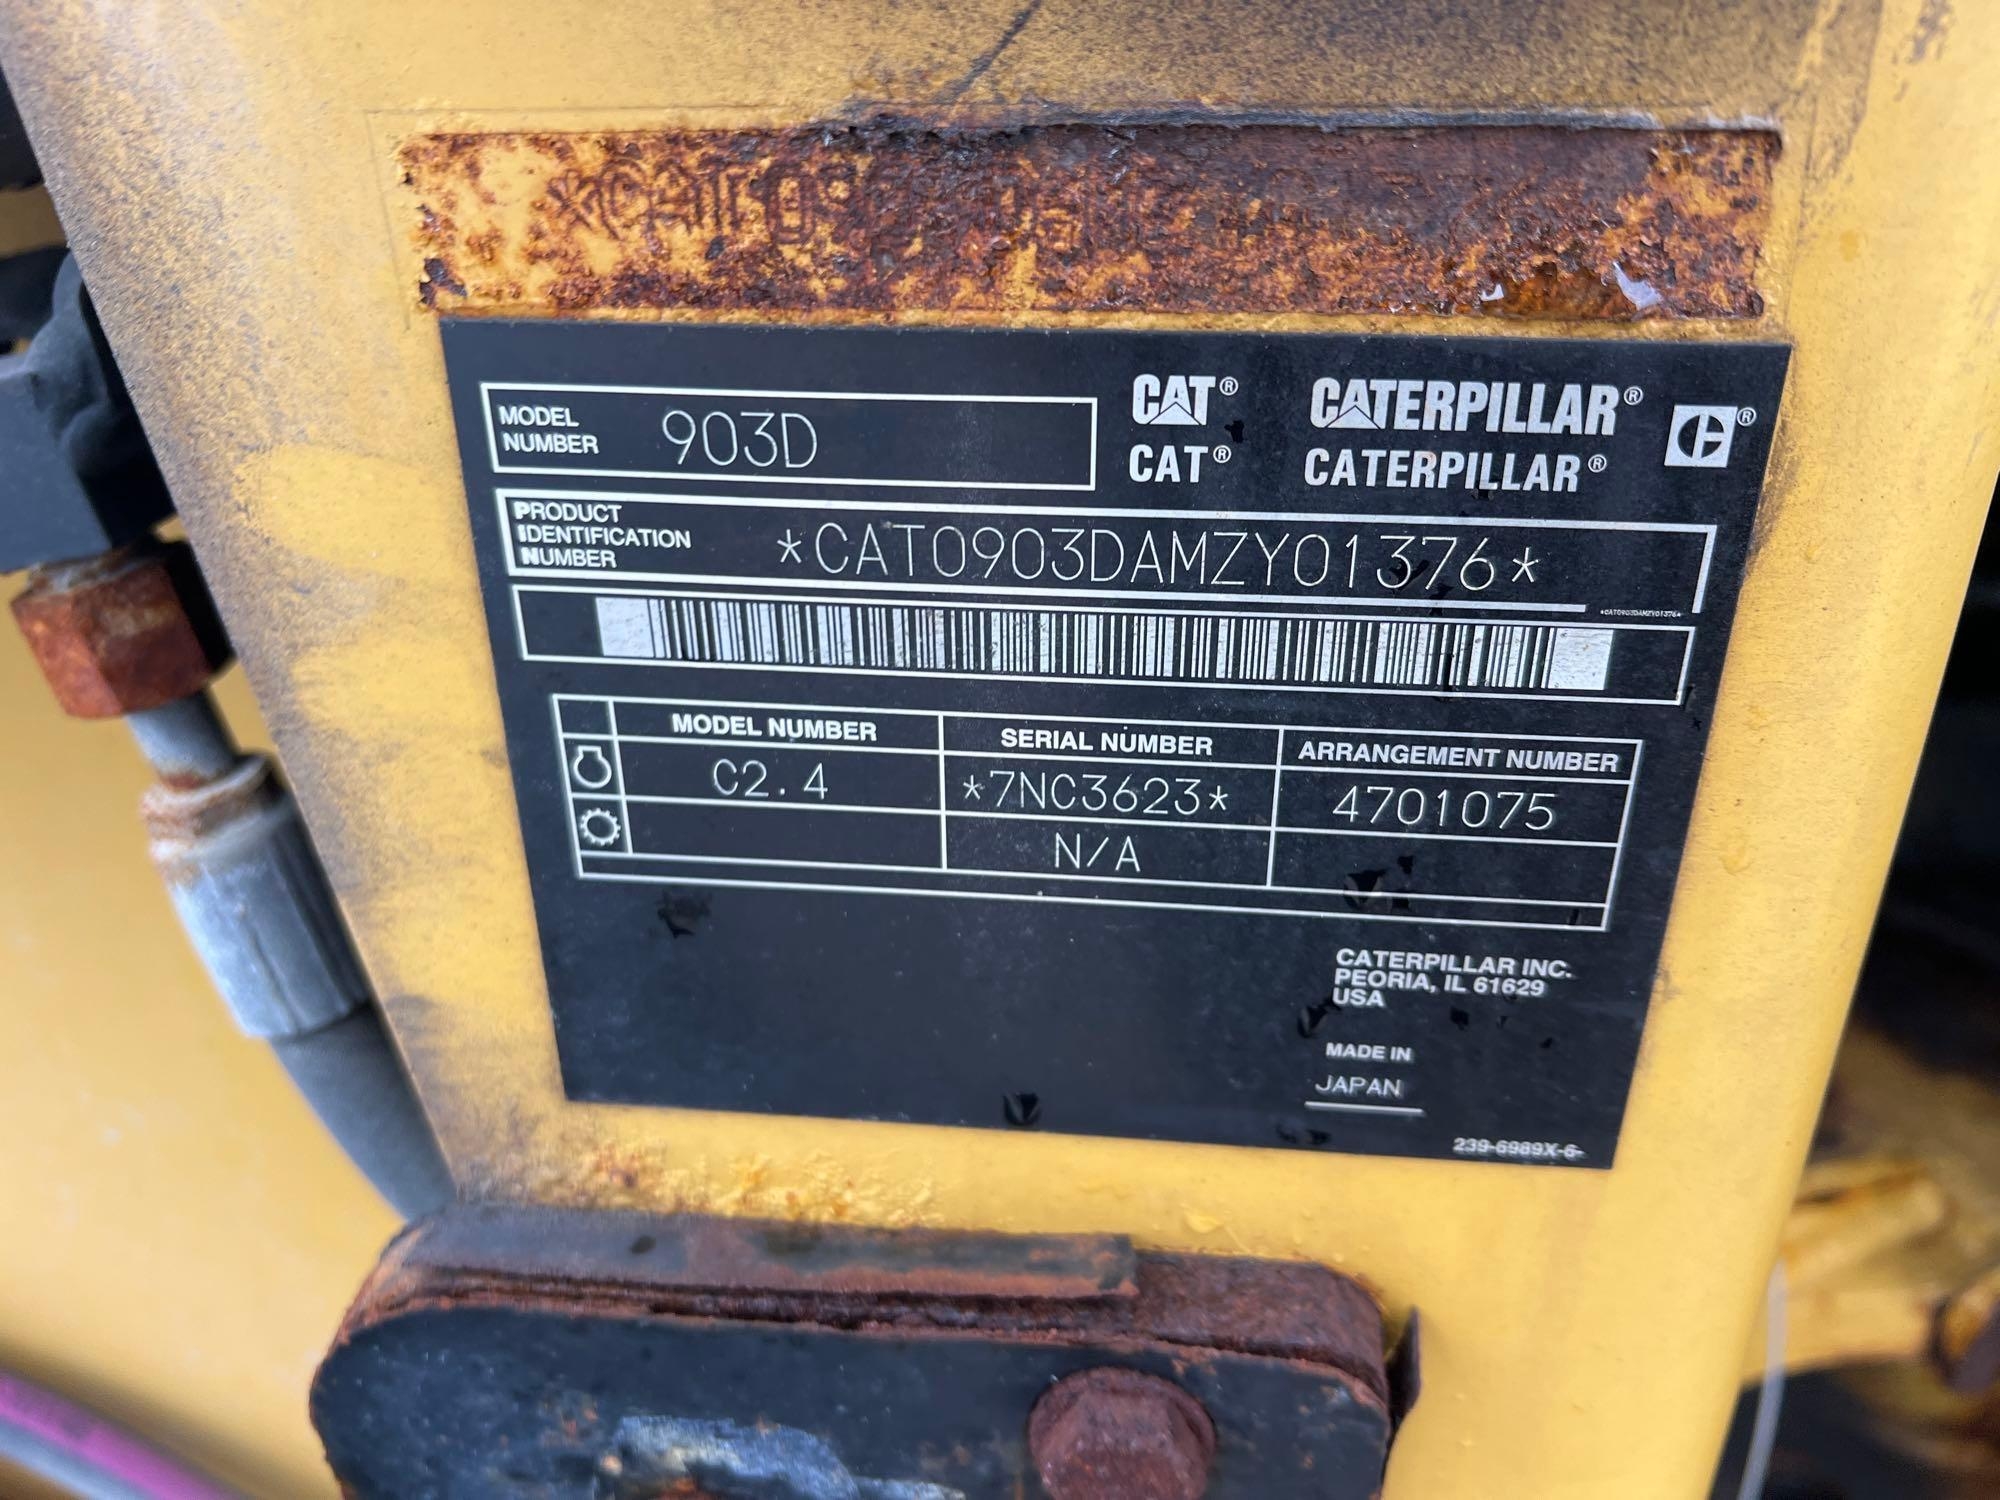 MODEL NUMBER 903D
CAT® CATERPILLAR®
CAT® CATERPILLAR®
PRODUCT IDENTIFICATION NUMBER *CAT0903DAMZY01376*
*CAT0903DAMZY01376*
MODEL NUMBER SERIAL NUMBER ARRANGEMENT NUMBER
C2.4 *7NC3623* 4701075
N/A
CATERPILLAR INC.
PEORIA, IL 61629
USA
MADE IN
JAPAN
239-6989X-6-